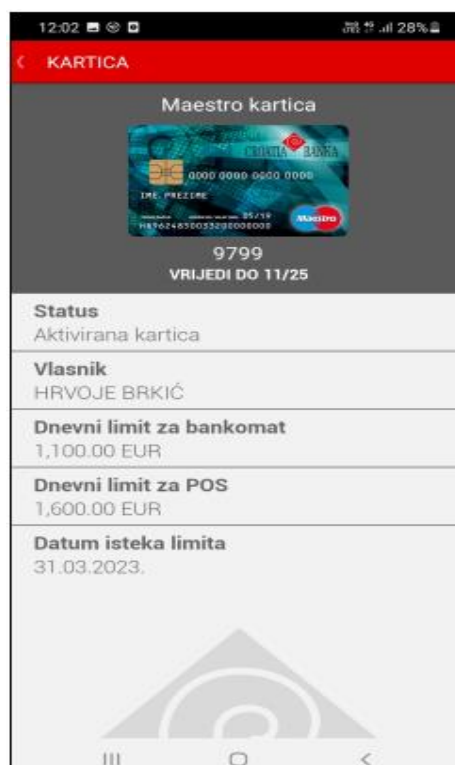 12:02 28%
KARTICA
Maestro kartica
CROATIA BANKA
0000 0000 0000 0000
IME PREZIME
05/19
Maestro
9799
VRIJEDI DO 11/25
Status
Aktivirana kartica
Vlasnik
HRVOJE BRKIĆ
Dnevni limit za bankomat
1,100.00 EUR
Dnevni limit za POS
1,600.00 EUR
Datum isteka limita
31.03.2023.